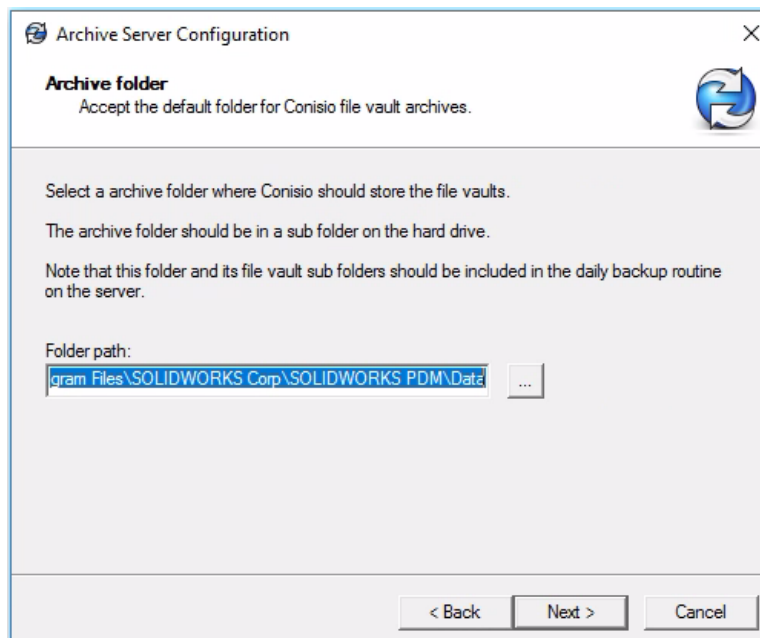 Archive Server Configuration
Archive folder
Accept the default folder for Conisio file vault archives.
Select a archive folder where Conisio should store the file vaults.
The archive folder should be in a sub folder on the hard drive.
Note that this folder and its file vault sub folders should be included in the daily backup routine
on the server.
Folder path:
gram Files\SOLIDWORKS Corp\SOLIDWORKS PDM\Data
...
< Back Next > Cancel